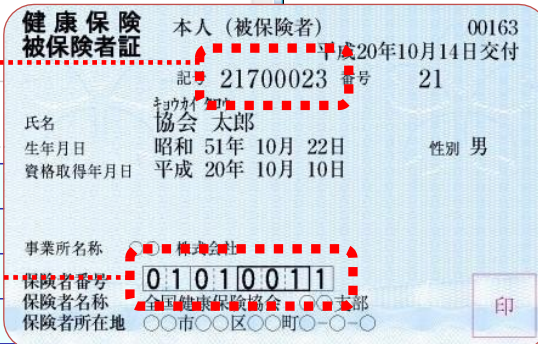 健康保険 本人（被保険者） 00163
被保険者証 平成20年10月14日交付
記号 21700023 番号 21
キョウカイ タロウ
氏名 協会 太郎
生年月日 昭和 51年 10月 22日 性別 男
資格取得年月日 平成 20年 10月 10日
事業所名称 ○○ 株式会社
保険者番号 01010011
保険者名称 全国健康保険協会 ○○支部
保険者所在地 ○○市○○区○○町○-○-○
印